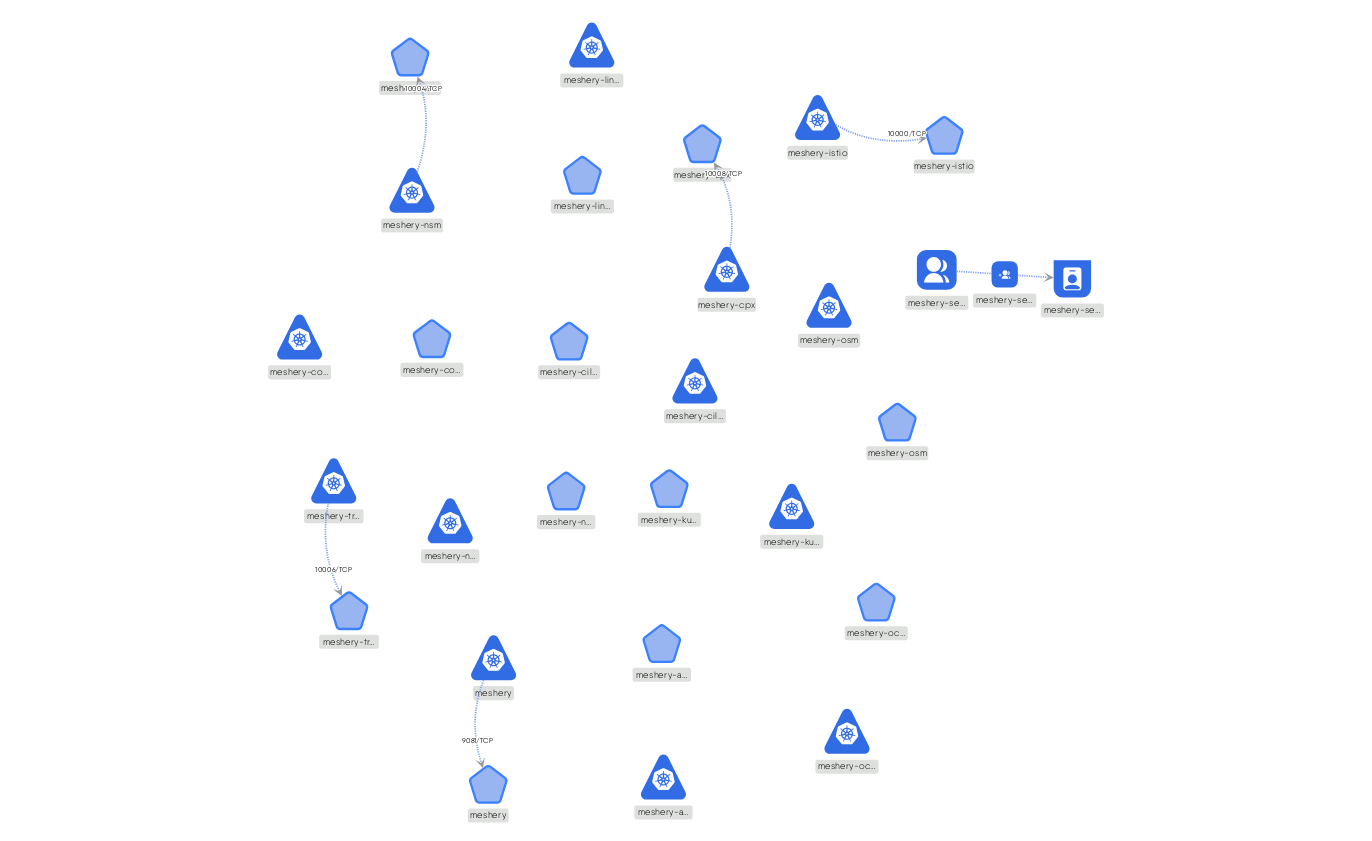 meshery-lin...
10004/TCP
10000/TCP
meshery-istio
meshery-istio
10008/TCP
meshery-lin...
meshery-nsm
meshery-se...
meshery-se...
meshery-se...
meshery-cpx
meshery-osm
meshery-co...
meshery-co...
meshery-cil...
meshery-cil...
meshery-osm
meshery-tr...
meshery-n...
meshery-ku...
meshery-ku...
meshery-n...
10006/TCP
meshery-tr...
meshery-oc...
meshery-a...
meshery
9081/TCP
meshery-oc...
meshery
meshery-a...